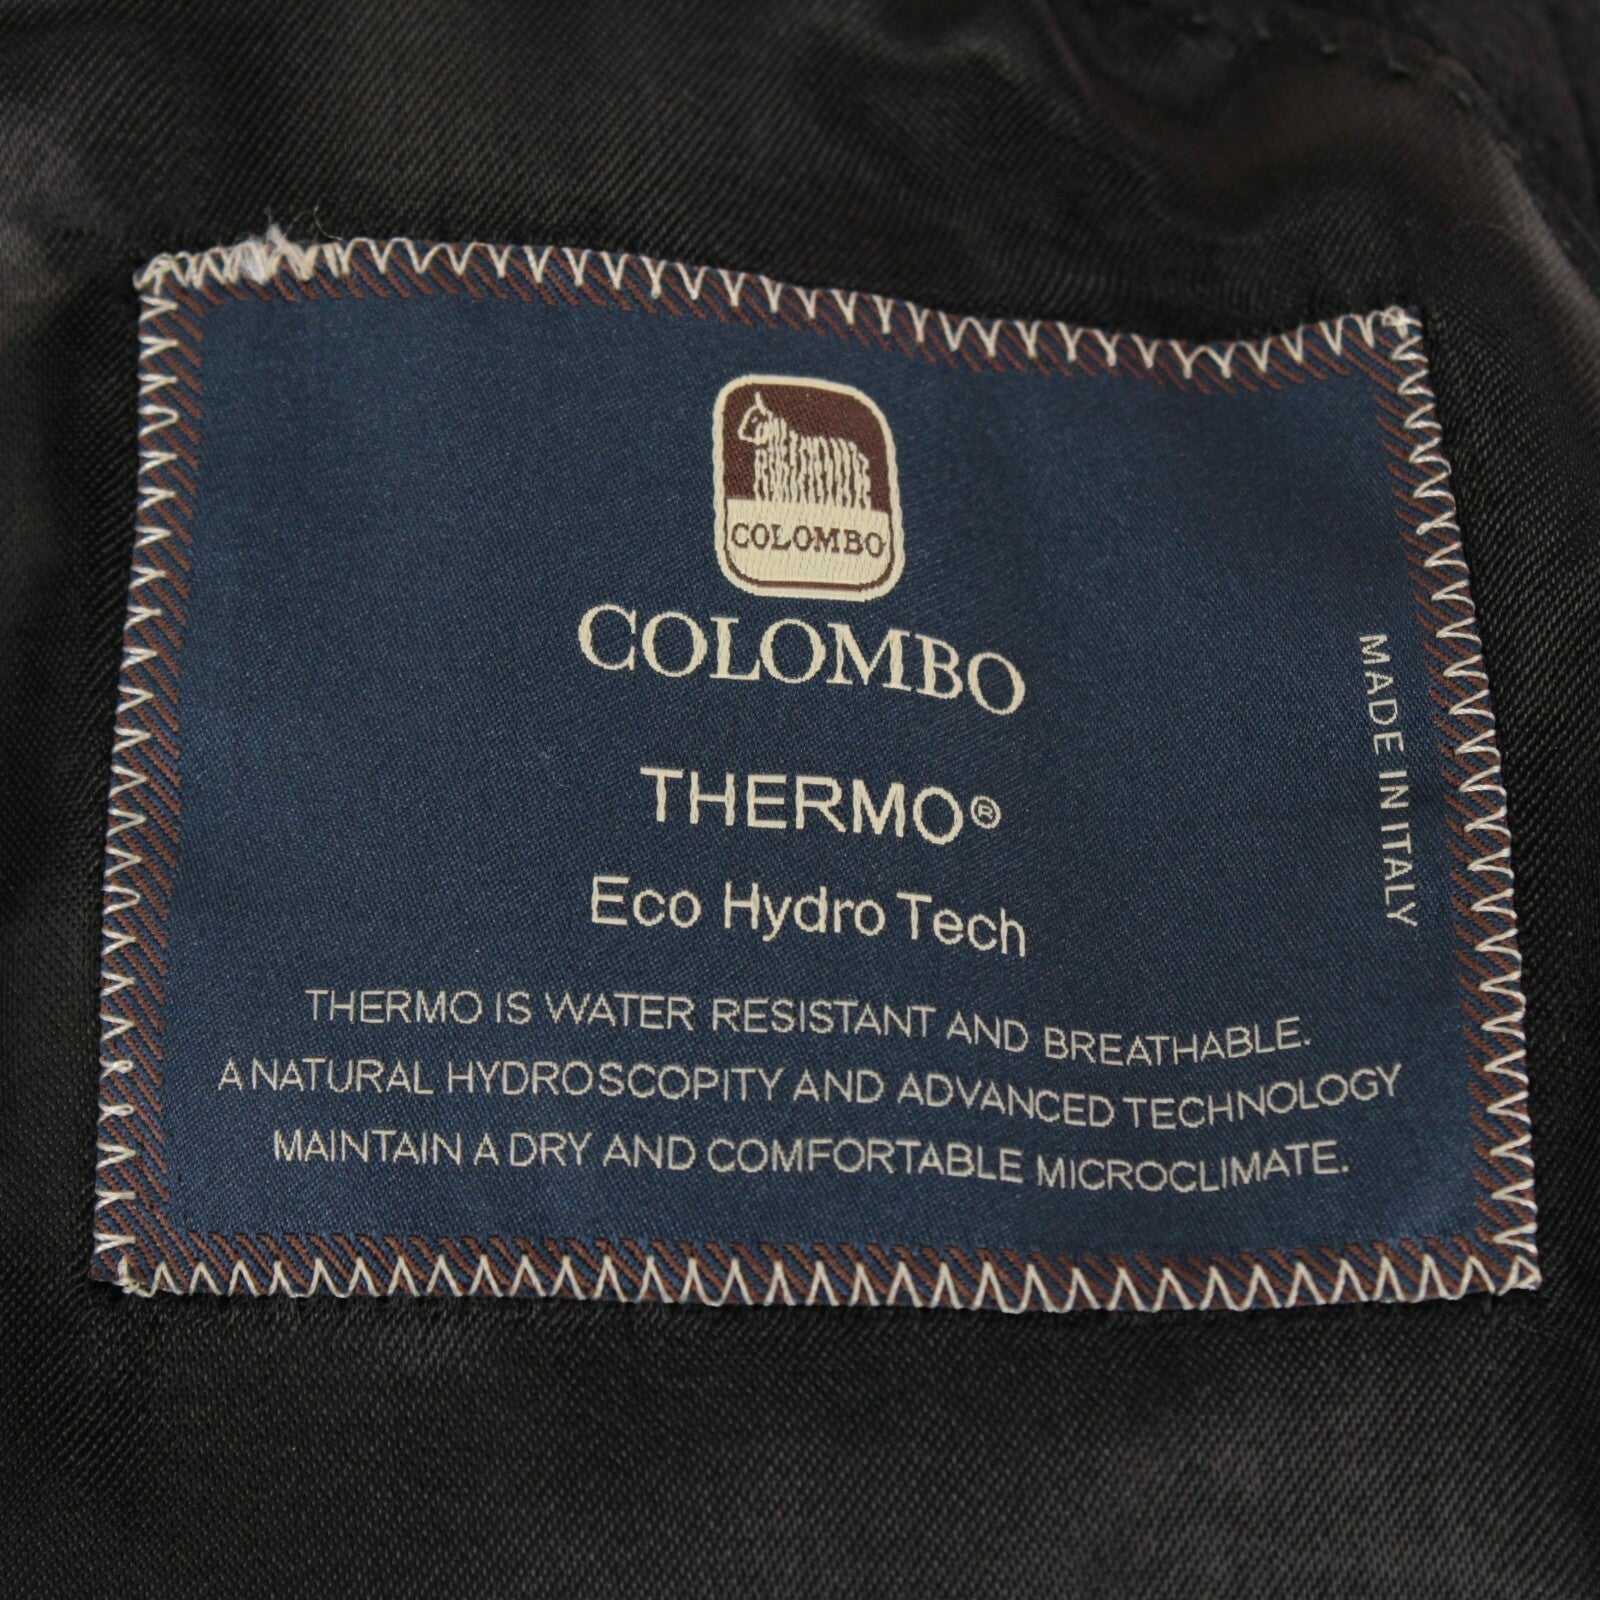 COLOMBO
COLOMBO
THERMO®
Eco Hydro Tech
THERMO IS WATER RESISTANT AND BREATHABLE.
A NATURAL HYDROSCOPITY AND ADVANCED TECHNOLOGY
MAINTAIN A DRY AND COMFORTABLE MICROCLIMATE.
MADE IN ITALY